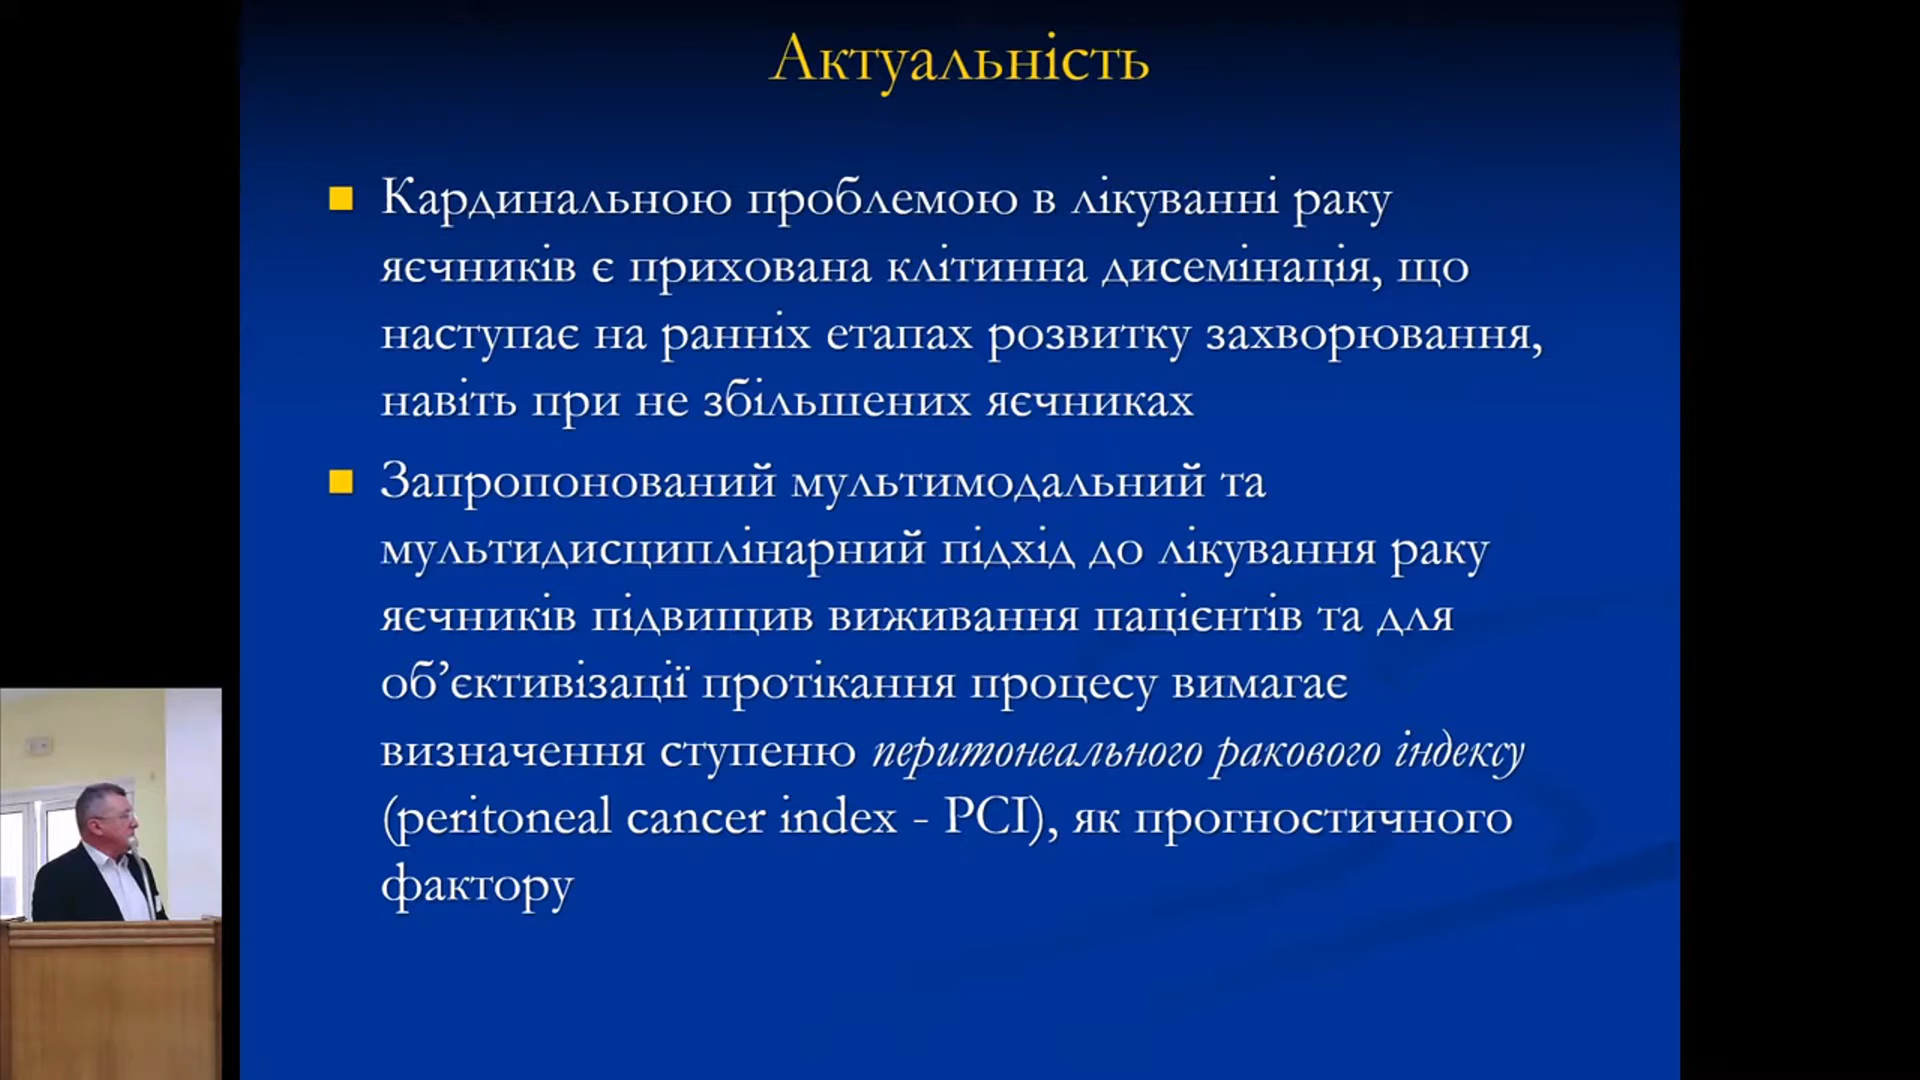 Актуальність
Кардинальною проблемою в лікуванні раку
яєчників є прихована клітинна дисемінація, що
наступає на ранніх етапах розвитку захворювання,
навіть при не збільшених яєчниках
Запропонований мультимодальний та
мультидисциплінарний підхід до лікування раку
яєчників підвищив виживання пацієнтів та для
об’єктивізації протікання процесу вимагає
визначення ступеню перитонеального ракового індексу
(peritoneal cancer index - PCI), як прогностичного
фактору